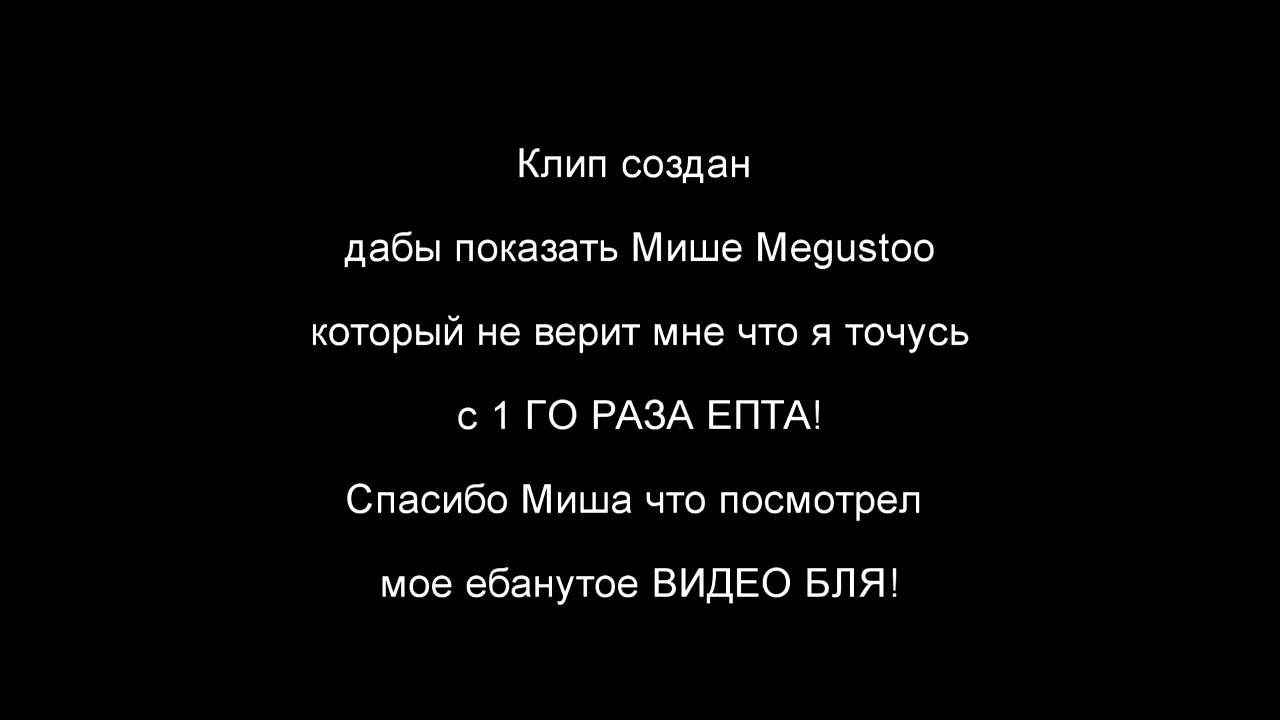 Клип создан
дабы показать Мише Megustoo
который не верит мне что я точусь
с 1 ГО РАЗА ЕПТА!
Спасибо Миша что посмотрел
мое ебанутое ВИДЕО БЛЯ!